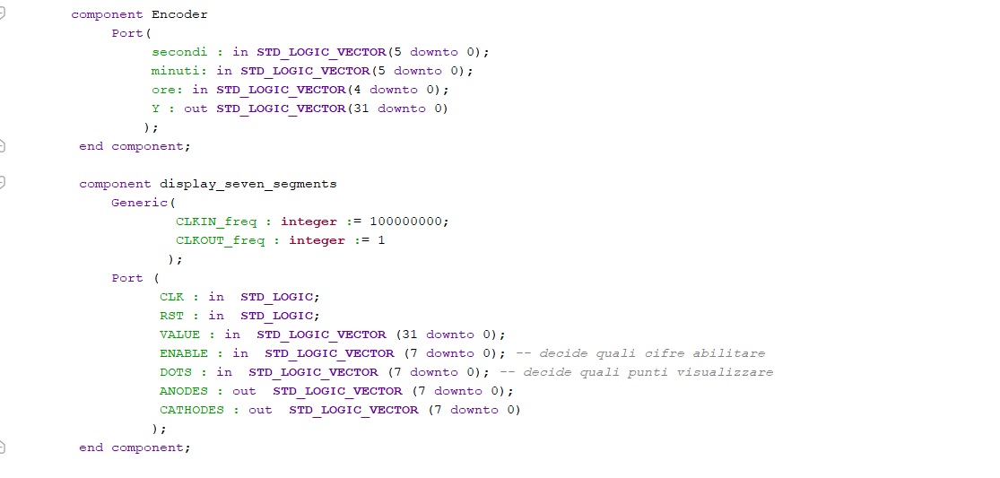 component Encoder
Port(
secondi : in STD_LOGIC_VECTOR(5 downto 0);
minuti: in STD_LOGIC_VECTOR(5 downto 0);
ore: in STD_LOGIC_VECTOR(4 downto 0);
Y : out STD_LOGIC_VECTOR(31 downto 0)
);
end component;
component display_seven_segments
Generic(
CLKIN_freq : integer := 100000000;
CLKOUT_freq : integer := 1
);
Port (
CLK : in  STD_LOGIC;
RST : in  STD_LOGIC;
VALUE : in  STD_LOGIC_VECTOR (31 downto 0);
ENABLE : in  STD_LOGIC_VECTOR (7 downto 0); -- decide quali cifre abilitare
DOTS : in  STD_LOGIC_VECTOR (7 downto 0); -- decide quali punti visualizzare
ANODES : out  STD_LOGIC_VECTOR (7 downto 0);
CATHODES : out  STD_LOGIC_VECTOR (7 downto 0)
);
end component;